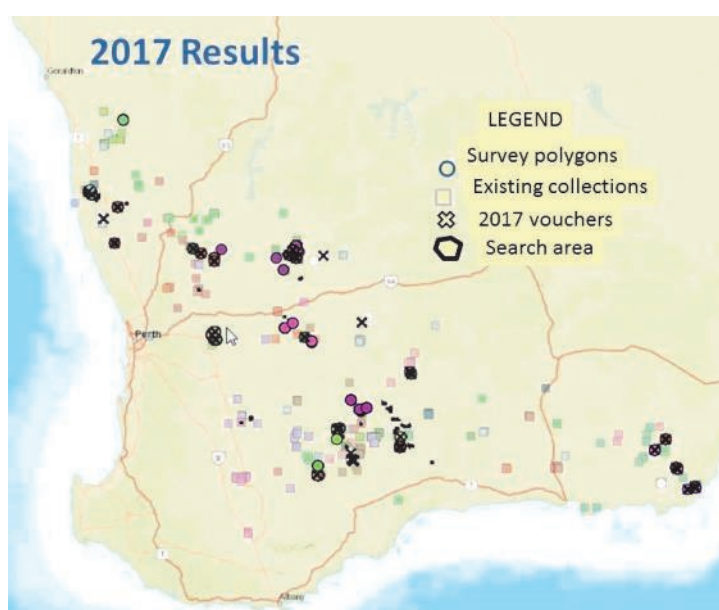 2017 Results
Geraldton
LEGEND
Survey polygons
Existing collections
2017 vouchers
Search area
Perth
Albany